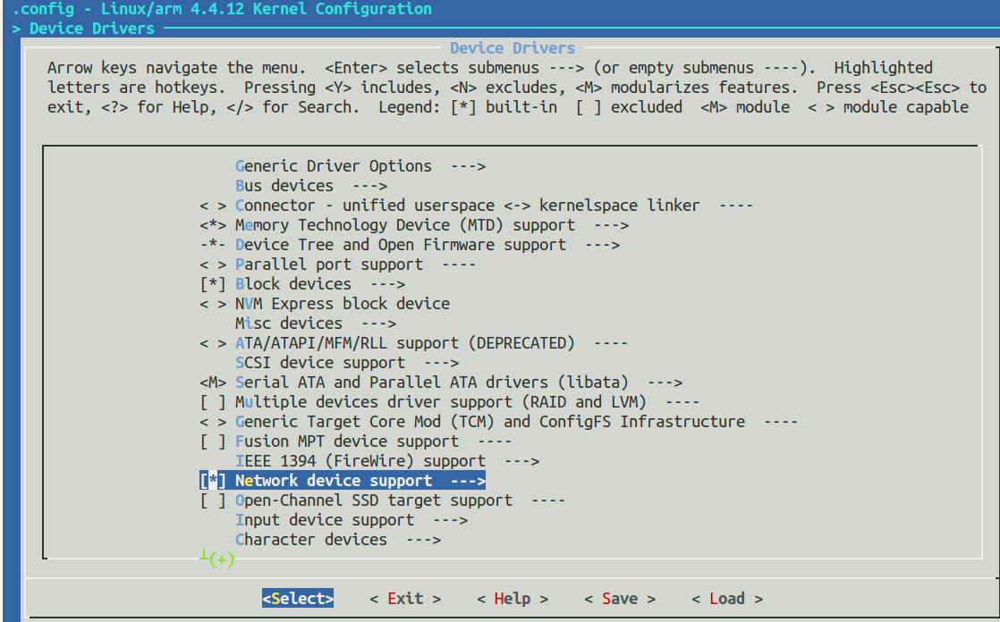 .config - Linux/arm 4.4.12 Kernel Configuration
> Device Drivers
Device Drivers
Arrow keys navigate the menu.  <Enter> selects submenus ---> (or empty submenus ----).  Highlighted
letters are hotkeys.  Pressing <Y> includes, <N> excludes, <M> modularizes features.  Press <Esc><Esc> to
exit, <?> for Help, </> for Search.  Legend: [*] built-in  [ ] excluded  <M> module  < > module capable
Generic Driver Options  --->
Bus devices  --->
< > Connector - unified userspace <-> kernelspace linker  ----
<*> Memory Technology Device (MTD) support  --->
-*- Device Tree and Open Firmware support  --->
< > Parallel port support  ----
[*] Block devices  --->
< > NVM Express block device
Misc devices  --->
< > ATA/ATAPI/MFM/RLL support (DEPRECATED)  ----
SCSI device support  --->
<M> Serial ATA and Parallel ATA drivers (libata)  --->
[ ] Multiple devices driver support (RAID and LVM)  ----
< > Generic Target Core Mod (TCM) and ConfigFS Infrastructure  ----
[ ] Fusion MPT device support  ----
IEEE 1394 (FireWire) support  --->
[*] Network device support  --->
[ ] Open-Channel SSD target support  ----
Input device support  --->
Character devices  --->
┴(+)
<Select>    < Exit >    < Help >    < Save >    < Load >